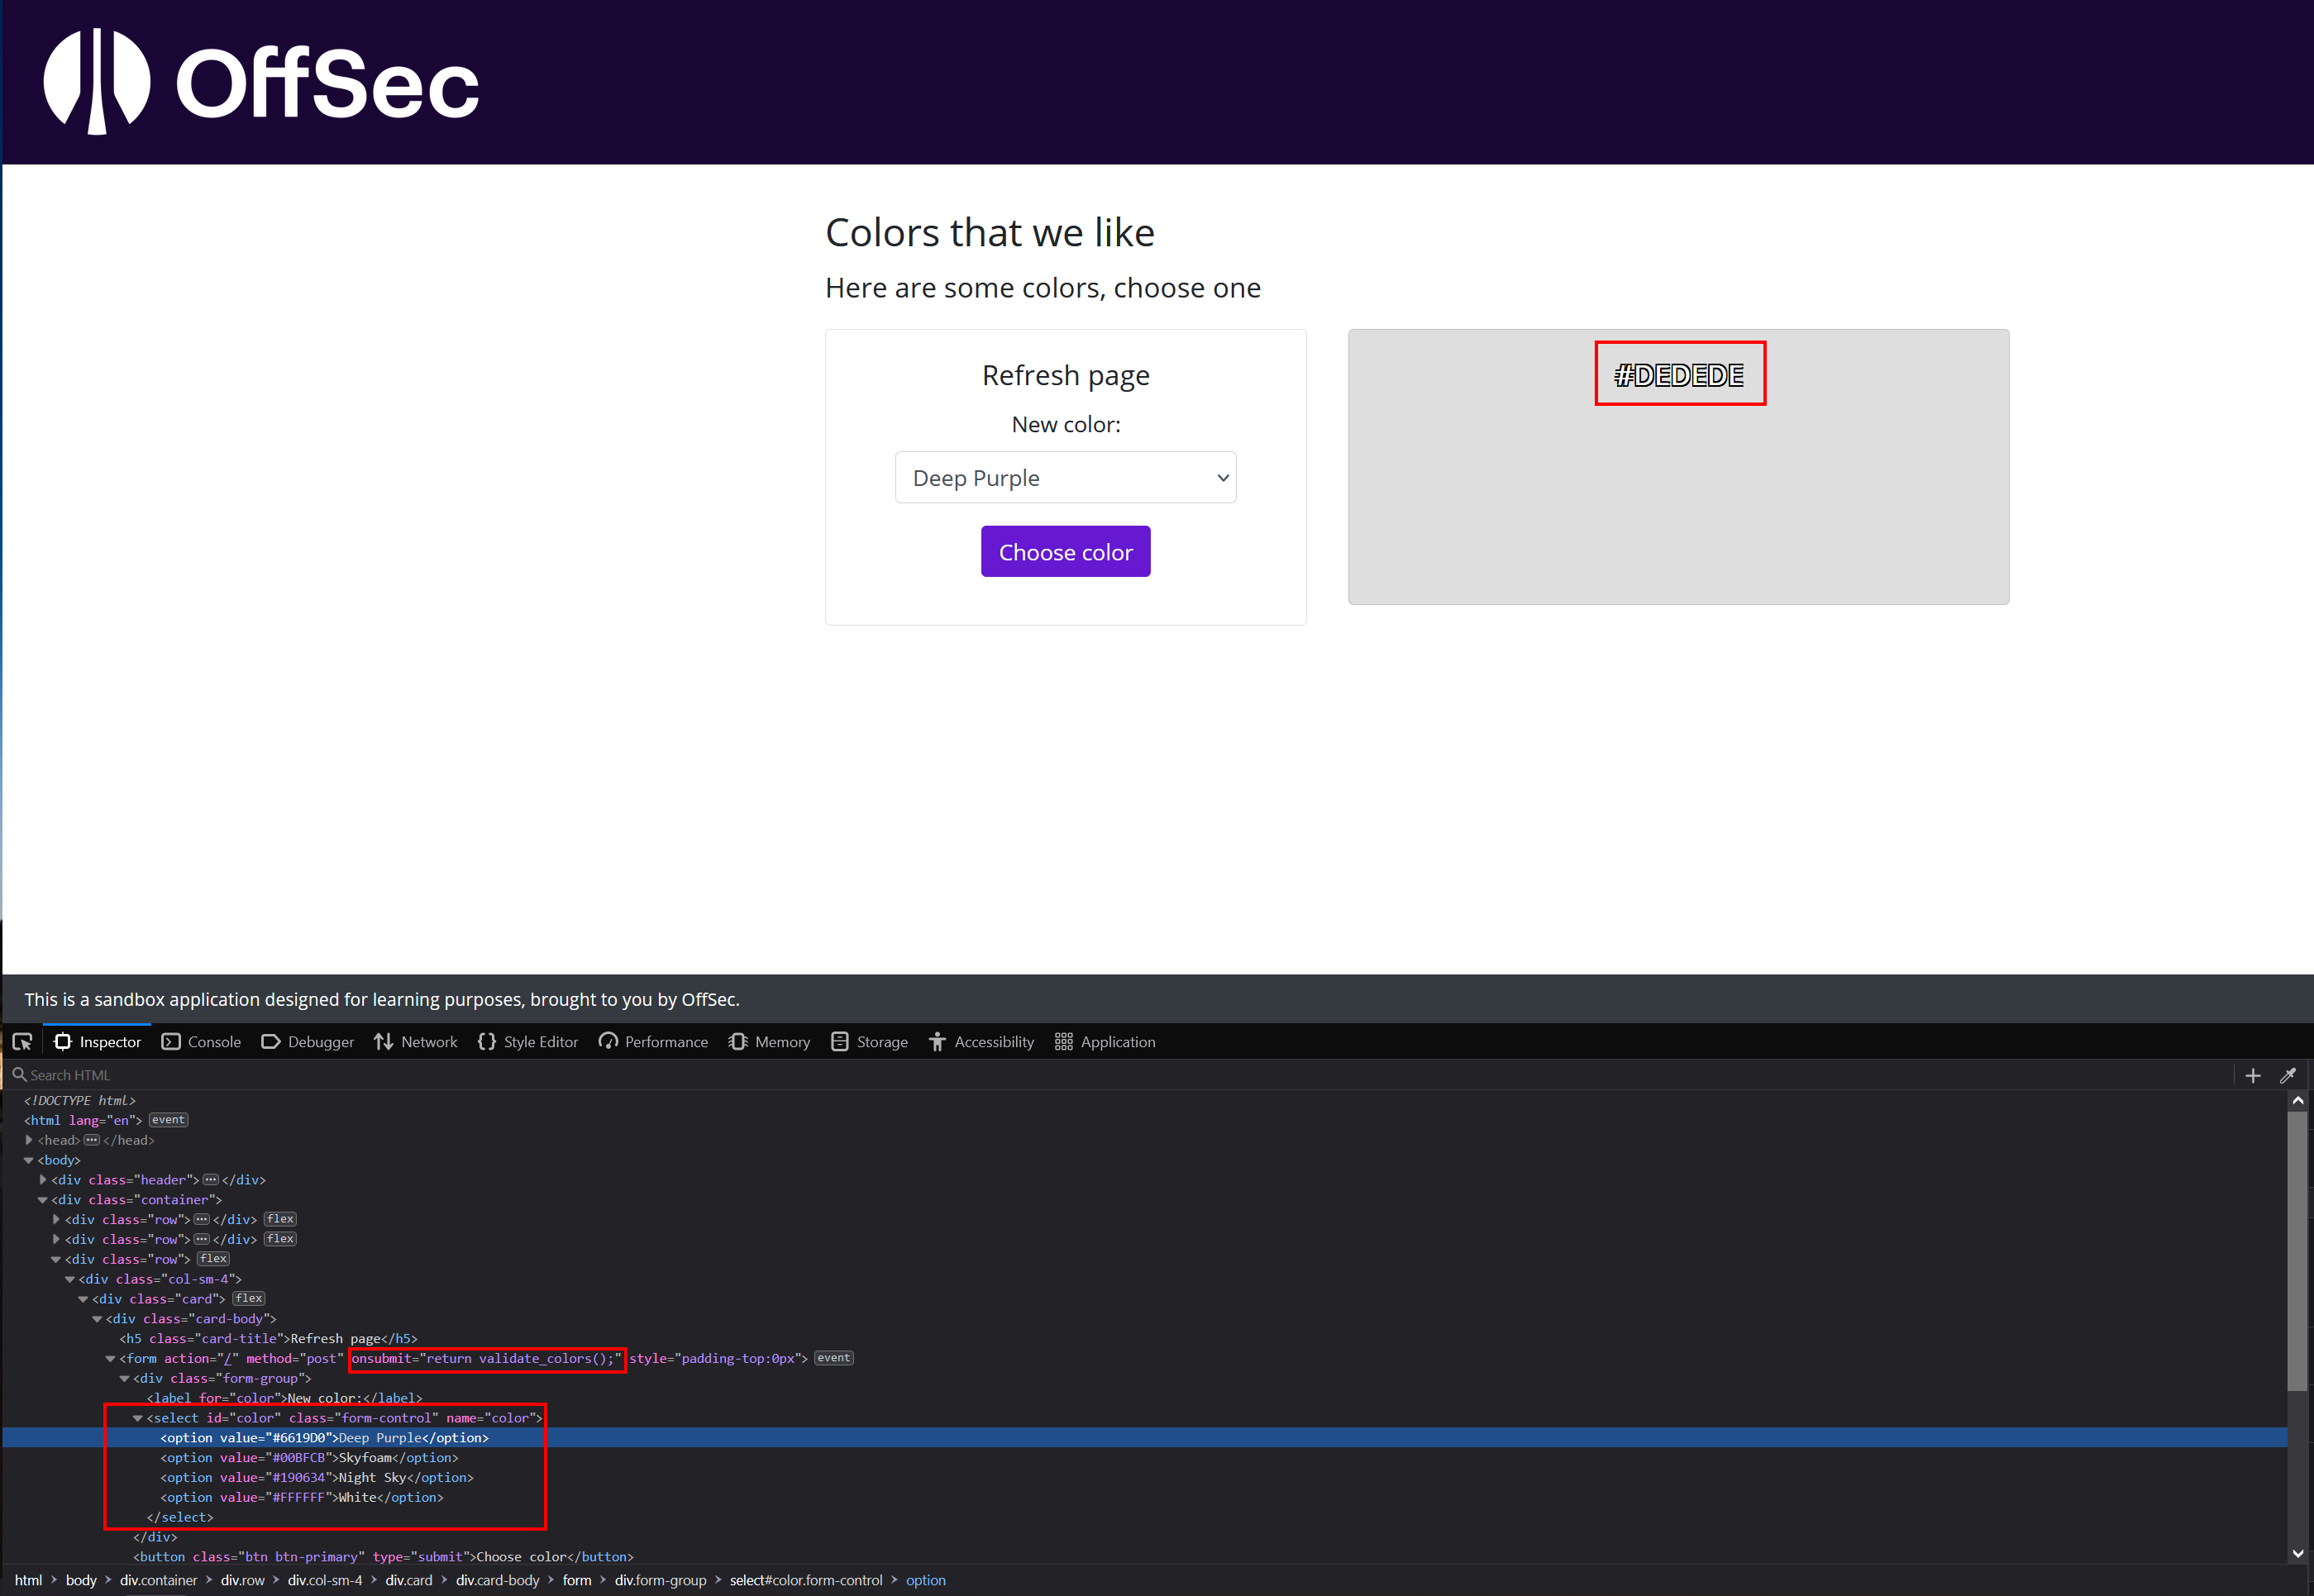 OffSec
Colors that we like
Here are some colors, choose one
Refresh page
New color:
Deep Purple
Choose color
#DEDEDE
This is a sandbox application designed for learning purposes, brought to you by OffSec.
Inspector Console Debugger Network Style Editor Performance Memory Storage Accessibility Application
Search HTML
<!DOCTYPE html>
<html lang="en"> event
<head>···</head>
<body>
<div class="header">···</div>
<div class="container">
<div class="row">···</div> flex
<div class="row">···</div> flex
<div class="row"> flex
<div class="col-sm-4">
<div class="card"> flex
<div class="card-body">
<h5 class="card-title">Refresh page</h5>
<form action="/" method="post" onsubmit="return validate_colors();" style="padding-top:0px"> event
<div class="form-group">
<label for="color">New color:</label>
<select id="color" class="form-control" name="color">
<option value="#6619D0">Deep Purple</option>
<option value="#00BFCB">Skyfoam</option>
<option value="#190634">Night Sky</option>
<option value="#FFFFFF">White</option>
</select>
</div>
<button class="btn btn-primary" type="submit">Choose color</button>
html > body > div.container > div.row > div.col-sm-4 > div.card > div.card-body > form > div.form-group > select#color.form-control > option